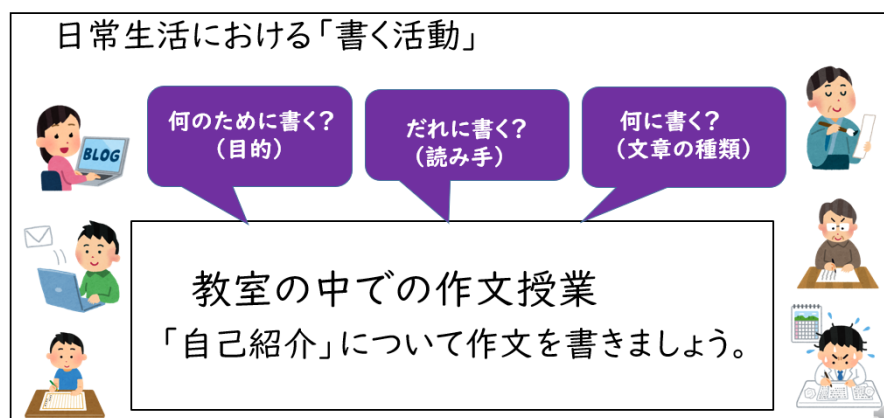 日常生活における「書く活動」
何のために書く?
(目的)
だれに書く?
(読み手)
何に書く?
(文章の種類)
BLOG
教室の中での作文授業
「自己紹介」について作文を書きましょう。